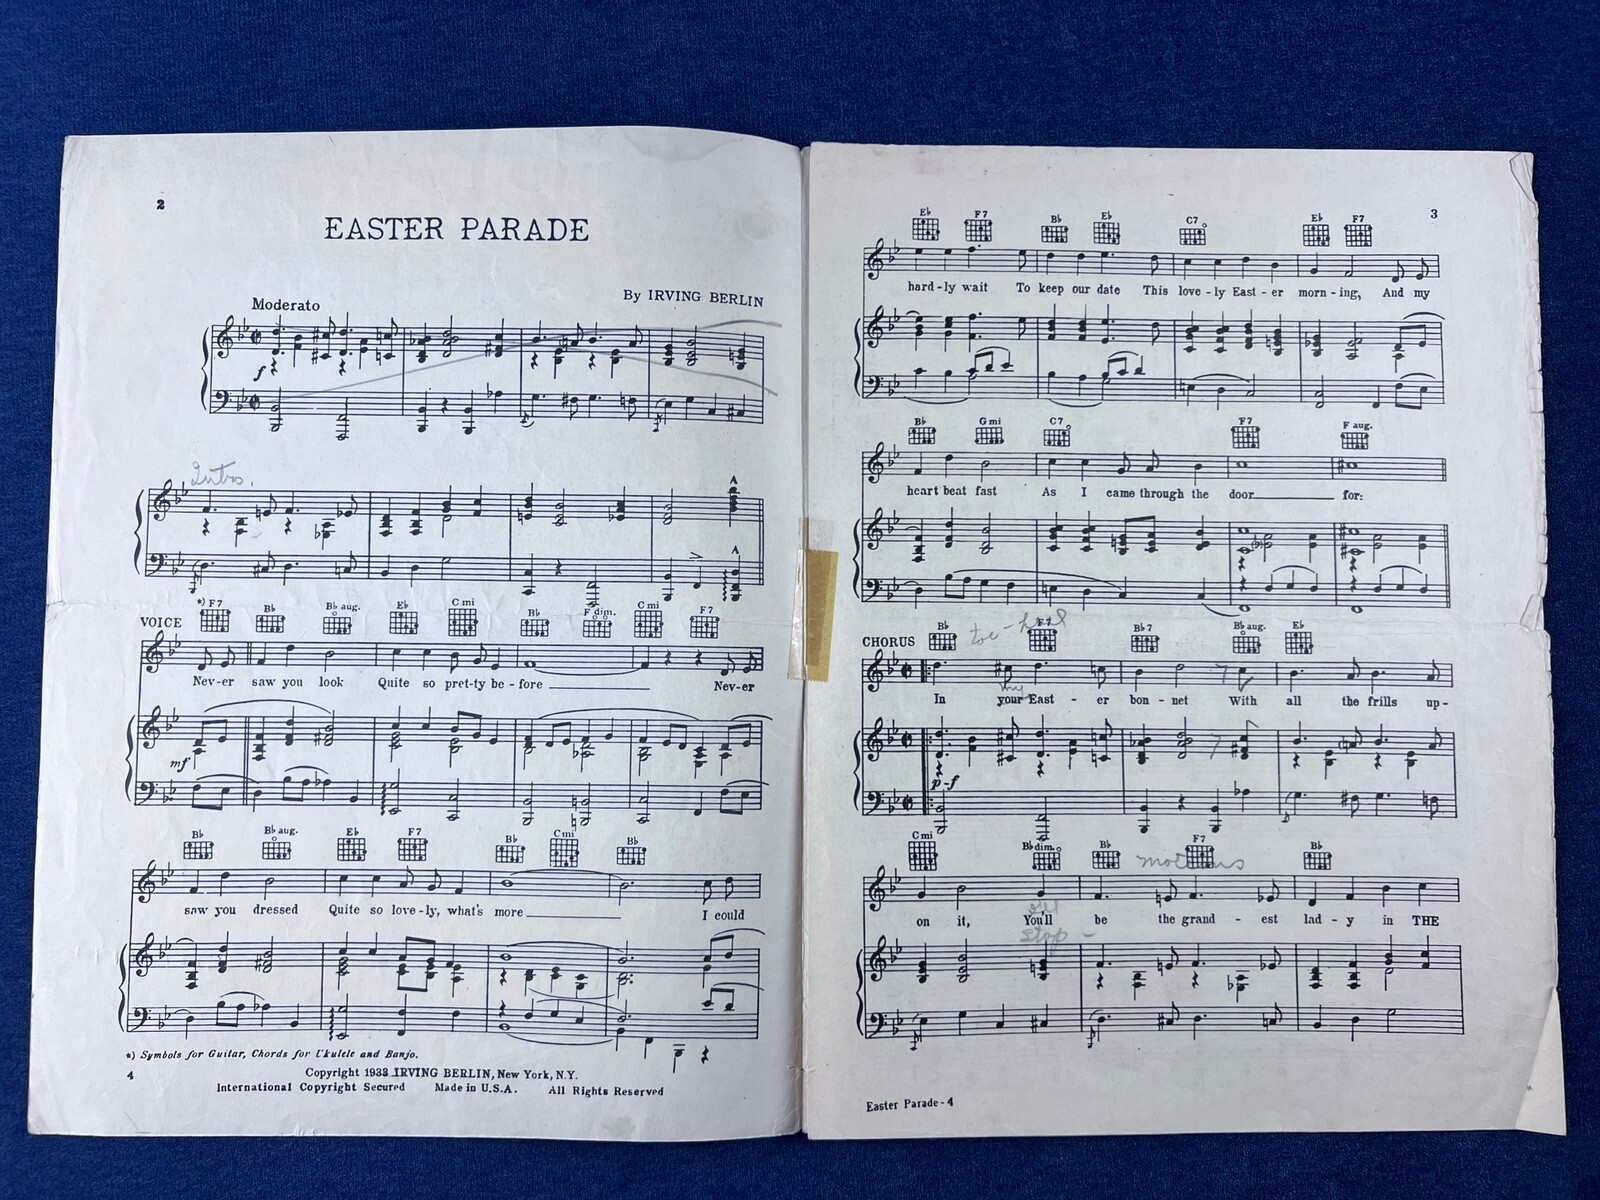 2
EASTER PARADE
Moderato
By IRVING BERLIN
f
Intro.
*) F7 B♭ B♭ aug. E♭ C mi B♭ F dim. C mi F7
VOICE
Nev-er saw you look Quite so pret-ty be-fore Nev-er
mf
B♭ B♭ aug. E♭ F7 B♭ C mi B♭
saw you dressed Quite so love-ly, what's more I could
*) Symbols for Guitar, Chords for Ukulele and Banjo.
4
Copyright 1933 IRVING BERLIN, New York, N.Y.
International Copyright Secured Made in U.S.A. All Rights Reserved
3
E♭ F7 B♭ E♭ C7 E♭ F7
hard-ly wait To keep our date This love-ly East-er morn-ing, And my
B♭ G mi C7 F7 F aug.
heart beat fast As I came through the door for:
toe-heel
B♭ F7 B♭7 B♭ aug. E♭
CHORUS
my
In your East-er bon-net With all the frills up-
p-f
C mi B♭ dim. B♭ F7 B♭
on it, You'll be the grand-est lad-y in THE
stop -
Easter Parade-4